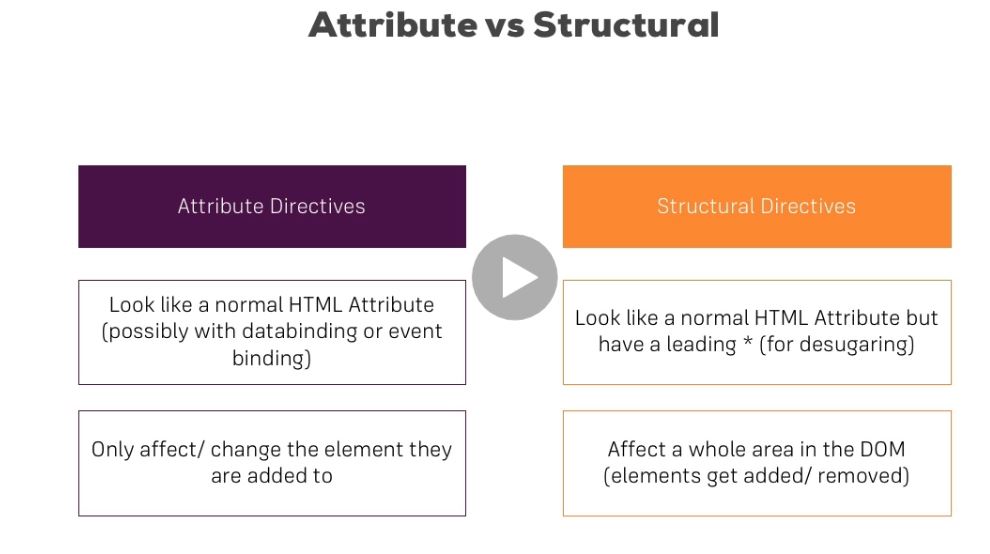 Attribute vs Structural
Attribute Directives
Look like a normal HTML Attribute
(possibly with databinding or event
binding)
Only affect/ change the element they
are added to
Structural Directives
Look like a normal HTML Attribute but
have a leading * (for desugaring)
Affect a whole area in the DOM
(elements get added/ removed)